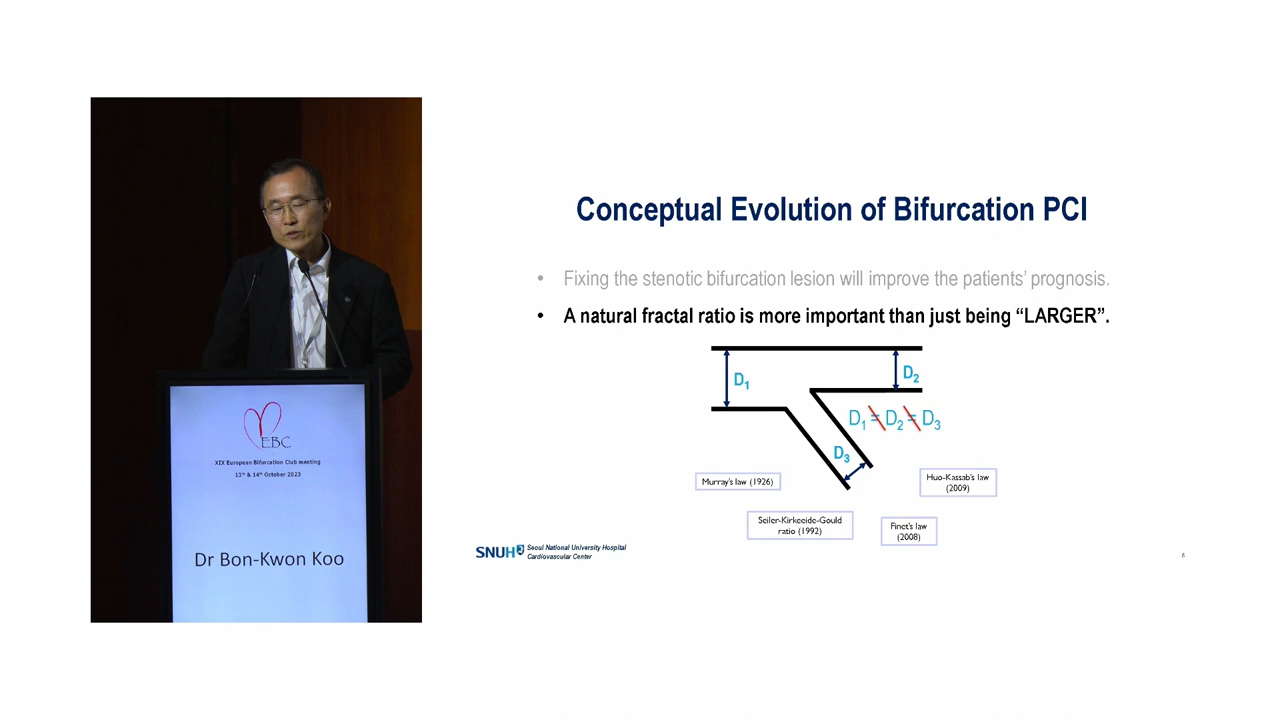 Conceptual Evolution of Bifurcation PCI
• Fixing the stenotic bifurcation lesion will improve the patients’ prognosis.
• A natural fractal ratio is more important than just being “LARGER”.
D1
D2
D1 = D2 = D3
D3
Murray's law (1926)
Huo-Kassab's law
(2009)
Seiler-Kirkeeide-Gould
ratio (1992)
Finet's law
(2008)
SNUH Seoul National University Hospital
Cardiovascular Center
6
EBC
XIX European Bifurcation Club meeting
13th & 14th October 2023
Dr Bon-Kwon Koo